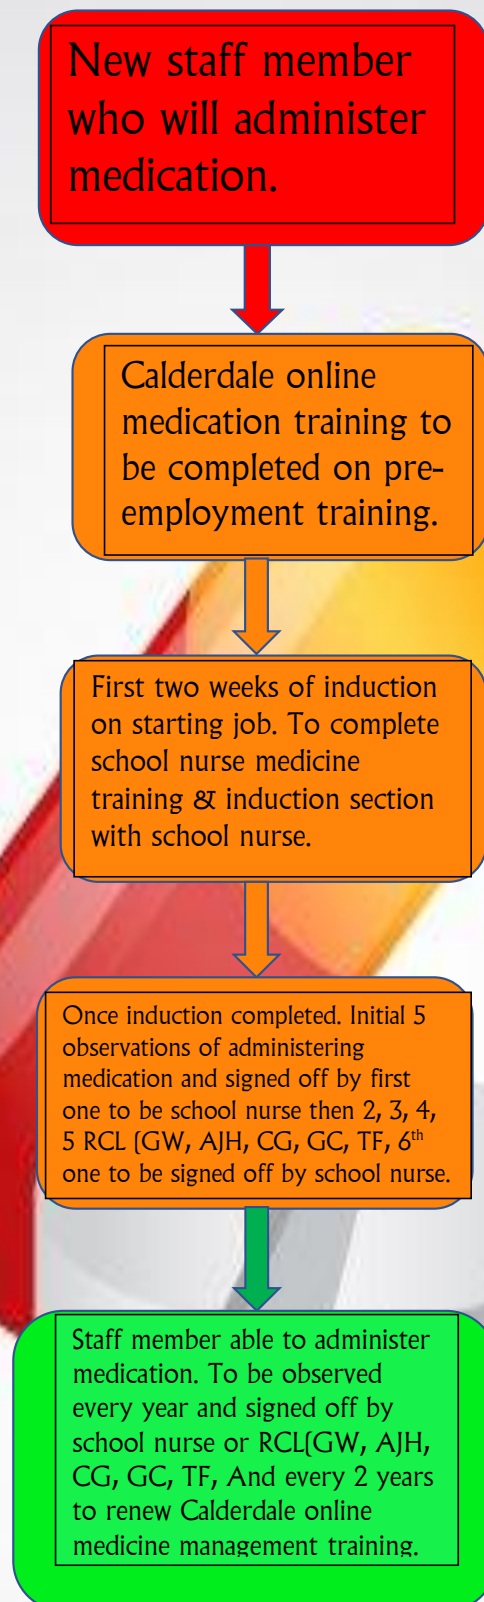 New staff member
who will administer
medication.
Calderdale online
medication training to
be completed on pre-
employment training.
First two weeks of induction
on starting job. To complete
school nurse medicine
training & induction section
with school nurse.
Once induction completed. Initial 5
observations of administering
medication and signed off by first
one to be school nurse then 2, 3, 4,
5 RCL (GW, AJH, CG, GC, TF, 6th
one to be signed off by school nurse.
Staff member able to administer
medication. To be observed
every year and signed off by
school nurse or RCL(GW, AJH,
CG, GC, TF, And every 2 years
to renew Calderdale online
medicine management training.